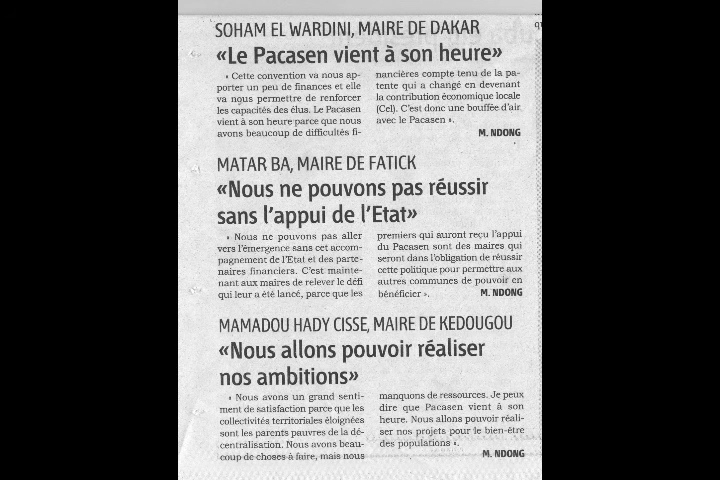 SOHAM EL WARDINI, MAIRE DE DAKAR
«Le Pacasen vient à son heure»
« Cette convention va nous ap-
porter un peu de finances et elle
va nous permettre de renforcer
les capacités des élus. Le Pacasen
vient à son heure parce que nous
avons beaucoup de difficultés fi-
nancières compte tenu de la pa-
tente qui a changé en devenant
la contribution économique locale
(Cel). C'est donc une bouffée d'air
avec le Pacasen ».
M. NDONG
MATAR BA, MAIRE DE FATICK
«Nous ne pouvons pas réussir
sans l'appui de l'Etat»
« Nous ne pouvons pas aller
vers l'émergence sans cet accom-
pagnement de l'Etat et des parte-
naires financiers. C'est mainte-
nant aux maires de relever le défi
qui leur a été lancé, parce que les
premiers qui auront reçu l'appui
du Pacasen sont des maires qui
seront dans l'obligation de réussir
cette politique pour permettre aux
autres communes de pouvoir en
bénéficier ».
M. NDONG
MAMADOU HADY CISSE, MAIRE DE KEDOUGOU
«Nous allons pouvoir réaliser
nos ambitions»
« Nous avons un grand senti-
ment de satisfaction parce que les
collectivités territoriales éloignées
sont les parents pauvres de la dé-
centralisation. Nous avons beau-
coup de choses à faire, mais nous
manquons de ressources. Je peux
dire que Pacasen vient à son
heure. Nous allons pouvoir réali-
ser nos projets pour le bien-être
des populations ».
M. NDONG